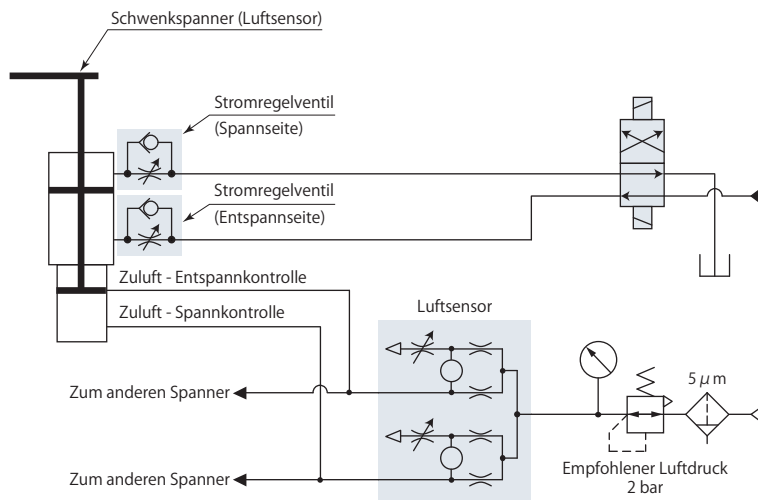 Schwenkspanner (Luftsensor)
Stromregelventil
(Spannseite)
Stromregelventil
(Entspannseite)
Zuluft - Entspannkontrolle
Zuluft - Spannkontrolle
Luftsensor
5 μm
Zum anderen Spanner
Zum anderen Spanner
Empfohlener Luftdruck
2 bar